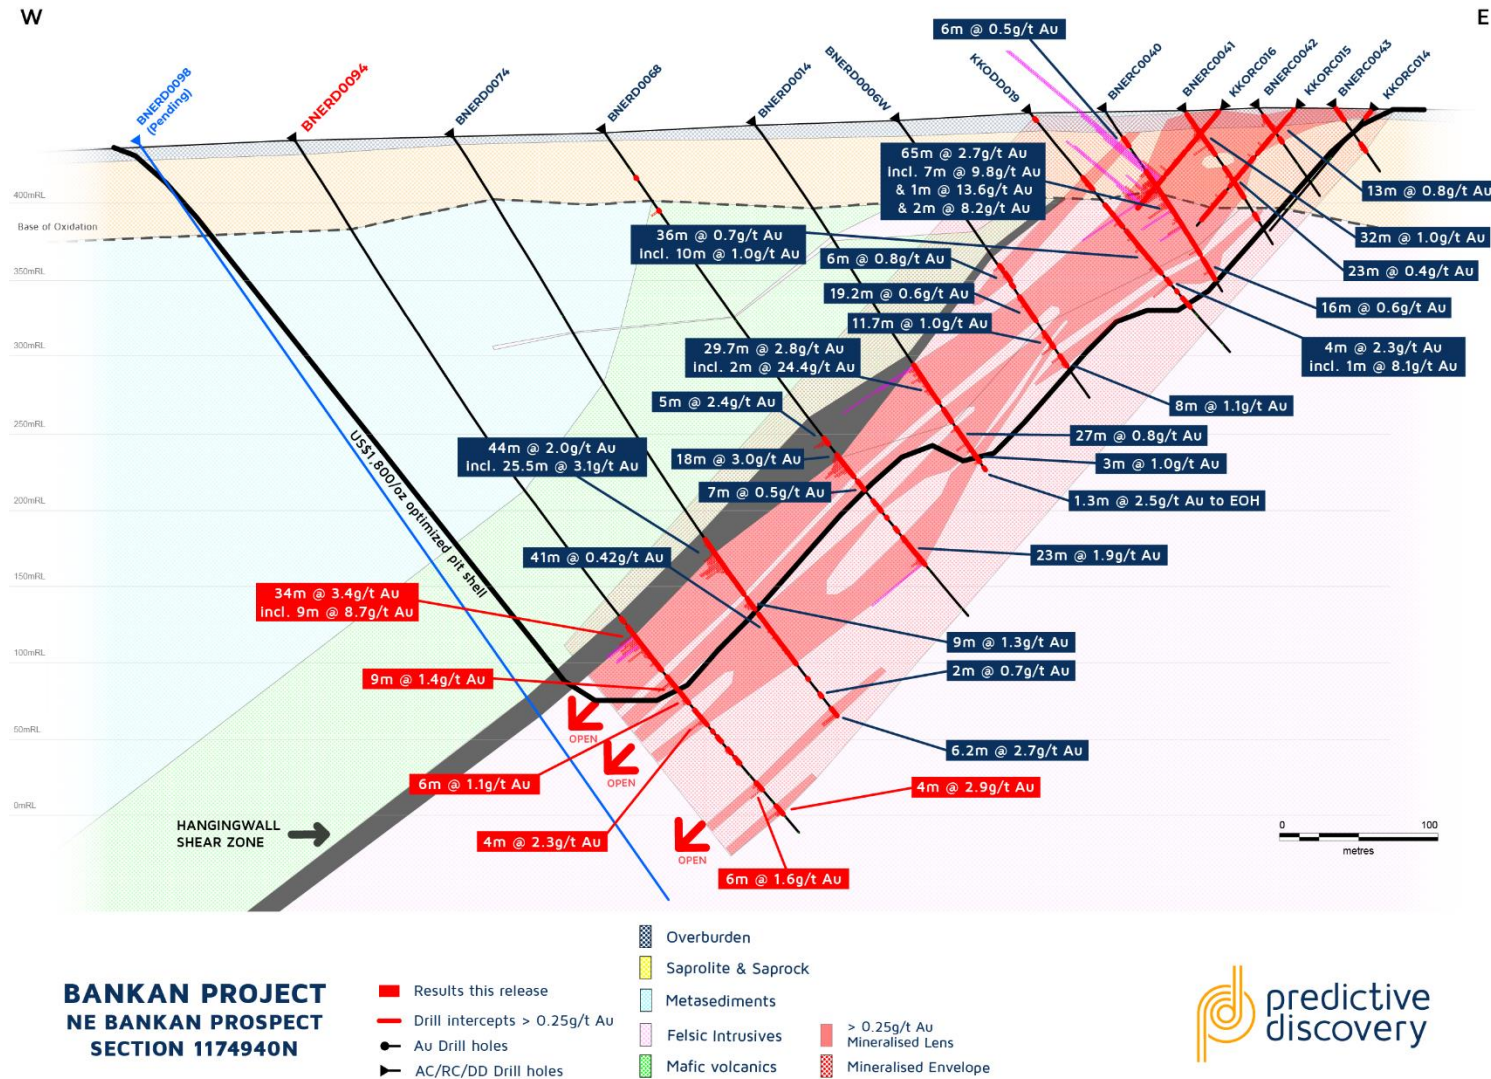 W
E
6m @ 0.5g/t Au
BNERD0098
(Pending)
BNERD0094
BNERD0074
BNERD0068
BNERD0014
BNERD0006W
KKODD019
BNERC0040
BNERC0041
KKORC016
BNERC0042
KKORC015
BNERC0043
KKORC014
65m @ 2.7g/t Au
Incl. 7m @ 9.8g/t Au
& 1m @ 13.6g/t Au
& 2m @ 8.2g/t Au
13m @ 0.8g/t Au
400mRL
Base of Oxidation
36m @ 0.7g/t Au
Incl. 10m @ 1.0g/t Au
32m @ 1.0g/t Au
6m @ 0.8g/t Au
23m @ 0.4g/t Au
350mRL
19.2m @ 0.6g/t Au
16m @ 0.6g/t Au
11.7m @ 1.0g/t Au
300mRL
29.7m @ 2.8g/t Au
incl. 2m @ 24.4g/t Au
4m @ 2.3g/t Au
incl. 1m @ 8.1g/t Au
5m @ 2.4g/t Au
8m @ 1.1g/t Au
250mRL
44m @ 2.0g/t Au
Incl. 25.5m @ 3.1g/t Au
27m @ 0.8g/t Au
18m @ 3.0g/t Au
3m @ 1.0g/t Au
7m @ 0.5g/t Au
1.3m @ 2.5g/t Au to EOH
200mRL
US$1,800/oz optimized pit shell
41m @ 0.42g/t Au
23m @ 1.9g/t Au
150mRL
34m @ 3.4g/t Au
incl. 9m @ 8.7g/t Au
9m @ 1.3g/t Au
100mRL
9m @ 1.4g/t Au
2m @ 0.7g/t Au
OPEN
50mRL
6.2m @ 2.7g/t Au
OPEN
6m @ 1.1g/t Au
4m @ 2.9g/t Au
0mRL
HANGINGWALL
SHEAR ZONE
4m @ 2.3g/t Au
OPEN
6m @ 1.6g/t Au
0 100
metres
BANKAN PROJECT
NE BANKAN PROSPECT
SECTION 1174940N
Results this release
Drill intercepts > 0.25g/t Au
Au Drill holes
AC/RC/DD Drill holes
Overburden
Saprolite & Saprock
Metasediments
Felsic Intrusives
Mafic volcanics
> 0.25g/t Au
Mineralised Lens
Mineralised Envelope
predictive
discovery